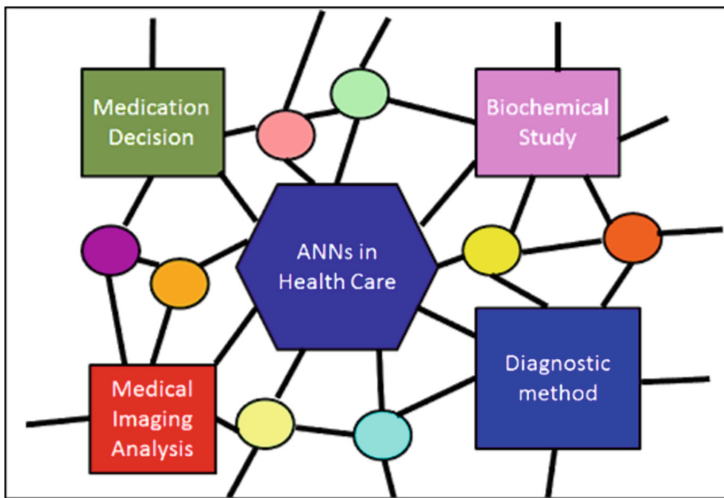 Medication
Decision
Biochemical
Study
ANNs in
Health Care
Medical
Imaging
Analysis
Diagnostic
method